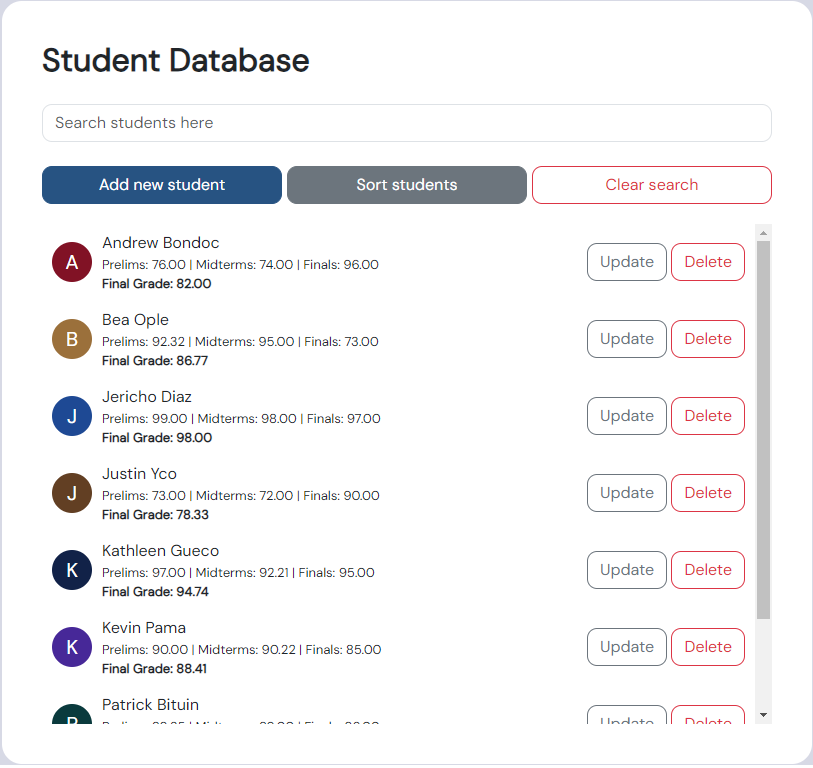 Student Database
Search students here
Add new student Sort students Clear search
A
Andrew Bondoc
Prelims: 76.00 | Midterms: 74.00 | Finals: 96.00
Final Grade: 82.00
Update Delete
B
Bea Ople
Prelims: 92.32 | Midterms: 95.00 | Finals: 73.00
Final Grade: 86.77
Update Delete
J
Jericho Diaz
Prelims: 99.00 | Midterms: 98.00 | Finals: 97.00
Final Grade: 98.00
Update Delete
J
Justin Yco
Prelims: 73.00 | Midterms: 72.00 | Finals: 90.00
Final Grade: 78.33
Update Delete
K
Kathleen Gueco
Prelims: 97.00 | Midterms: 92.21 | Finals: 95.00
Final Grade: 94.74
Update Delete
K
Kevin Pama
Prelims: 90.00 | Midterms: 90.22 | Finals: 85.00
Final Grade: 88.41
Update Delete
P
Patrick Bituin
Update Delete